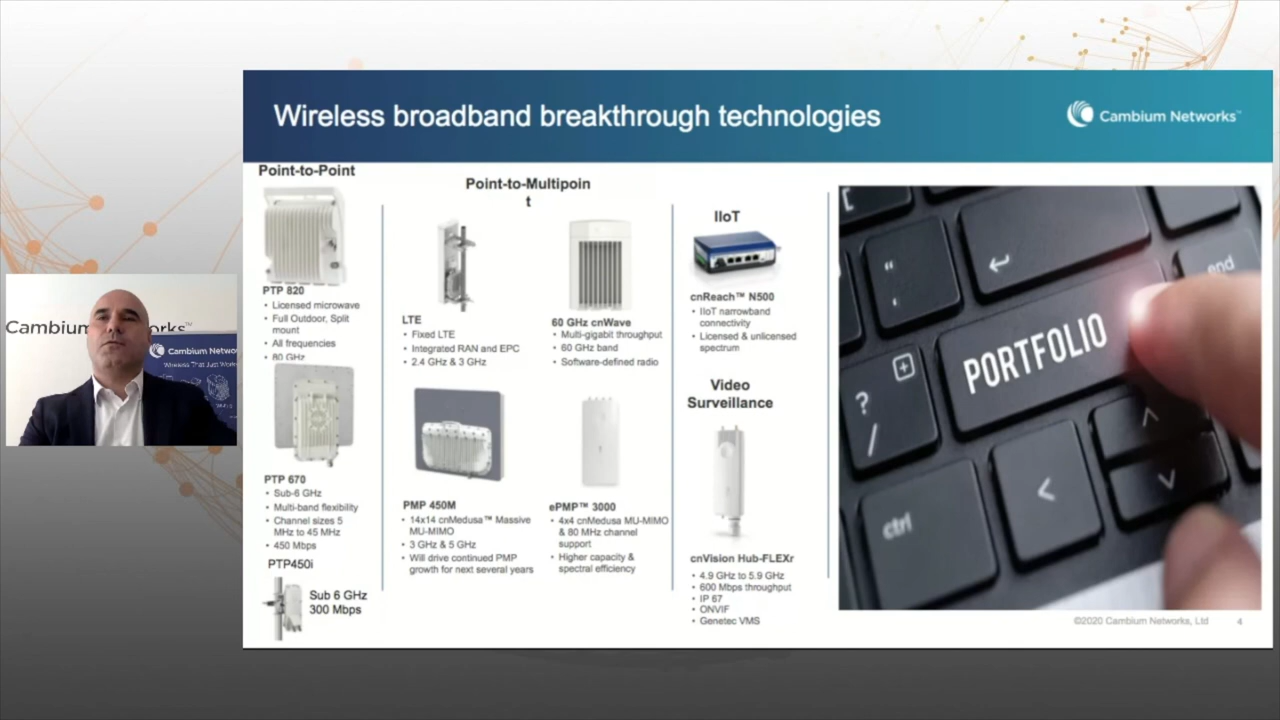 Wireless broadband breakthrough technologies
Cambium Networks™
Point-to-Point
PTP 820
• Licensed microwave
• Full Outdoor, Split
mount
• All frequencies
• 80 GHz
PTP 670
• Sub-6 GHz
• Multi-band flexibility
• Channel sizes 5
MHz to 45 MHz
• 450 Mbps
PTP450i
Sub 6 GHz
300 Mbps
Point-to-Multipoin
t
LTE
• Fixed LTE
• Integrated RAN and EPC
• 2.4 GHz & 3 GHz
60 GHz cnWave
• Multi-gigabit throughput
• 60 GHz band
• Software-defined radio
PMP 450M
• 14x14 cnMedusa™ Massive
MU-MIMO
• 3 GHz & 5 GHz
• Will drive continued PMP
growth for next several years
ePMP™ 3000
• 4x4 cnMedusa MU-MIMO
& 80 MHz channel
support
• Higher capacity &
spectral efficiency
IIoT
cnReach™ N500
• IIoT narrowband
connectivity
• Licensed & unlicensed
spectrum
Video
Surveillance
cnVision Hub-FLEXr
• 4.9 GHz to 5.9 GHz
• 600 Mbps throughput
• IP 67
• ONVIF
• Genetec VMS
[
"
'
end
PORTFOLIO
+
?
/
ctrl
<
©2020 Cambium Networks, Ltd
4
Cambium
rks™
Cambium Netwo
Wireless That Just Work